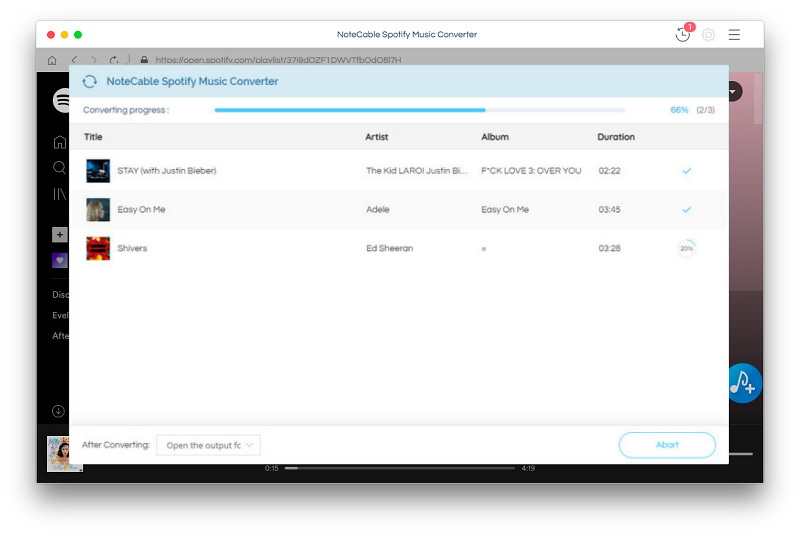 NoteCable Spotify Music Converter
1
https://open.spotify.com/playlist/37i9dQZF1DWVTfbOdO8l7H
NoteCable Spotify Music Converter
Converting progress :
66% (2/3)
Title Artist Album Duration
STAY (with Justin Bieber) The Kid LAROI Justin Bi... F*CK LOVE 3: OVER YOU 02:22
Easy On Me Adele Easy On Me 03:45
Shivers Ed Sheeran = 03:28 20%
Disc
Evel
Afte
After Converting: Open the output fc
Abort
0:15 4:19